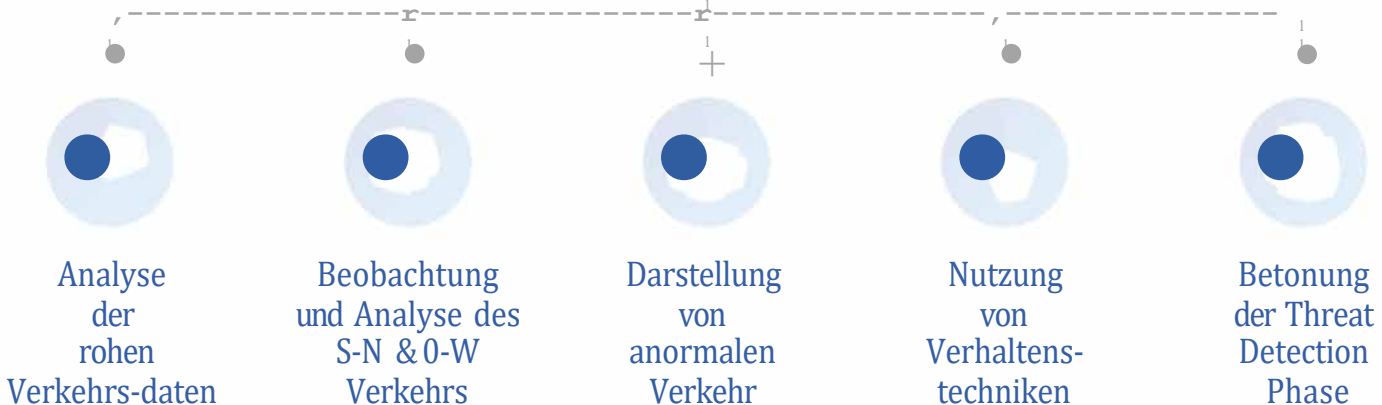 Analyse
der
rohen
Verkehrs-daten
Beobachtung
und Analyse des
S-N & 0-W
Verkehrs
Darstellung
von
anormalen
Verkehr
Nutzung
von
Verhaltens-
techniken
Betonung
der Threat
Detection
Phase